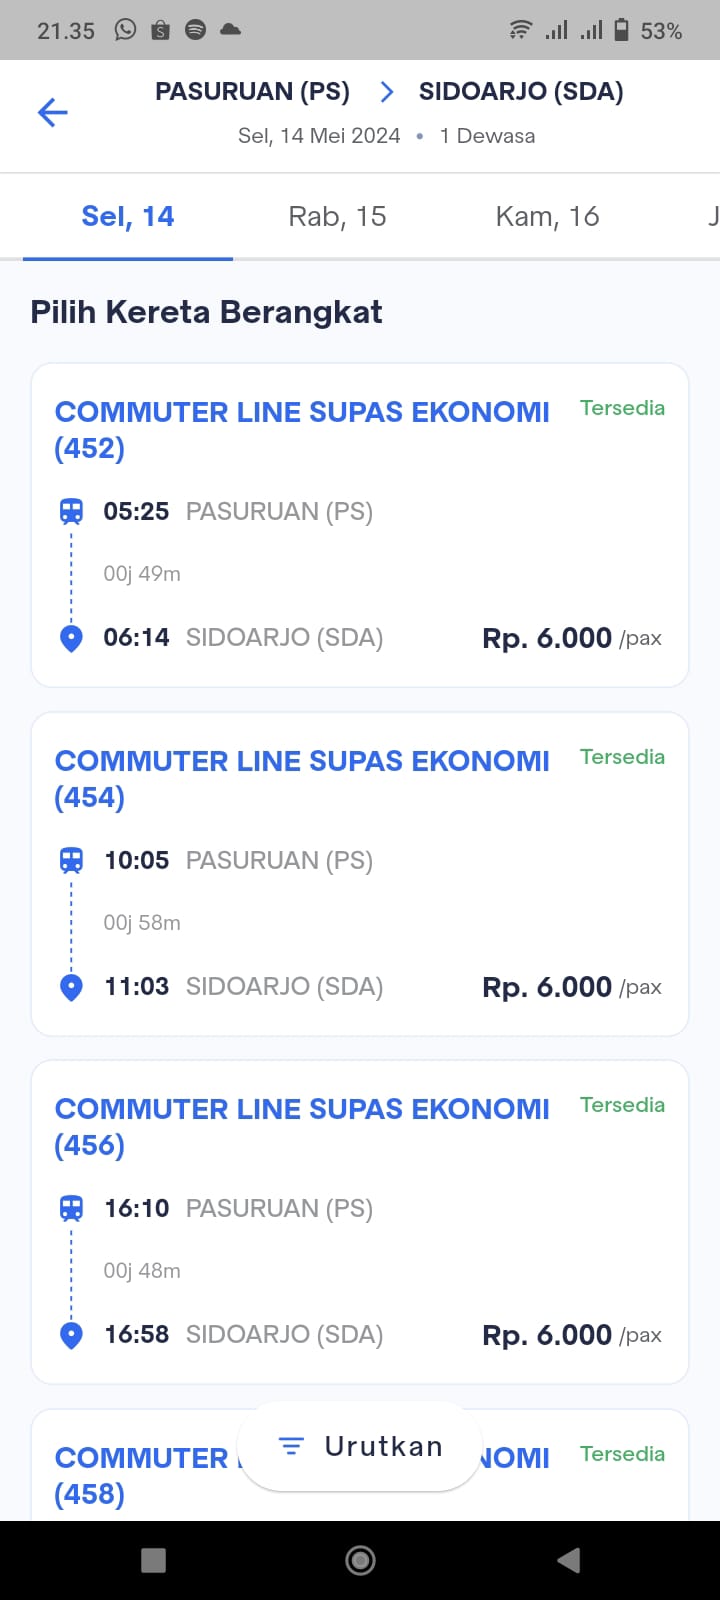 21.35 53%
PASURUAN (PS) SIDOARJO (SDA)
Sel, 14 Mei 2024 • 1 Dewasa
Sel, 14 Rab, 15 Kam, 16 J
Pilih Kereta Berangkat
COMMUTER LINE SUPAS EKONOMI Tersedia
(452)
05:25 PASURUAN (PS)
00j 49m
06:14 SIDOARJO (SDA) Rp. 6.000 /pax
COMMUTER LINE SUPAS EKONOMI Tersedia
(454)
10:05 PASURUAN (PS)
00j 58m
11:03 SIDOARJO (SDA) Rp. 6.000 /pax
COMMUTER LINE SUPAS EKONOMI Tersedia
(456)
16:10 PASURUAN (PS)
00j 48m
16:58 SIDOARJO (SDA) Rp. 6.000 /pax
Urutkan
COMMUTER NOMI Tersedia
(458)